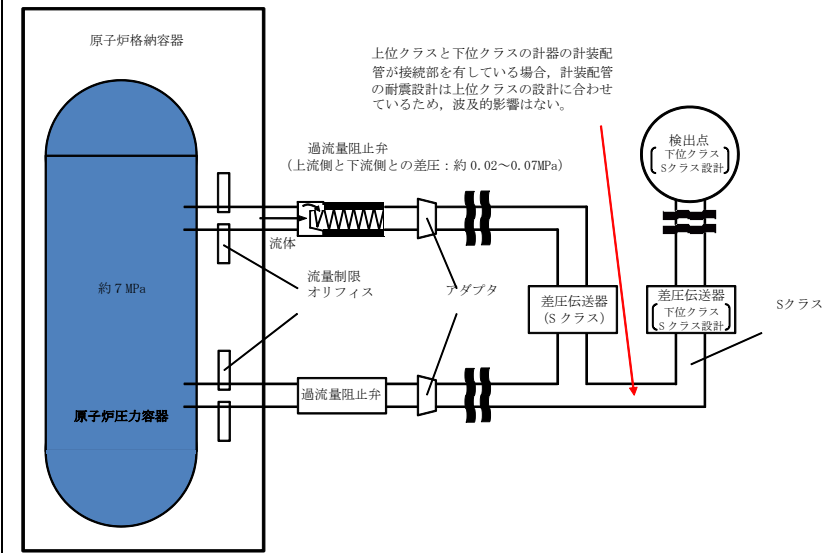 原子炉格納容器
上位クラスと下位クラスの計器の計装配
管が接続部を有している場合，計装配管
の耐震設計は上位クラスの設計に合わせ
ているため，波及的影響はない。
過流量阻止弁
（上流側と下流側との差圧：約 0.02～0.07MPa）
検出点
下位クラス
Sクラス設計
流体
約 7 MPa
流量制限
オリフィス
アダプタ
差圧伝送器
（S クラス）
差圧伝送器
下位クラス
S クラス設計
Sクラス
過流量阻止弁
原子炉圧力容器